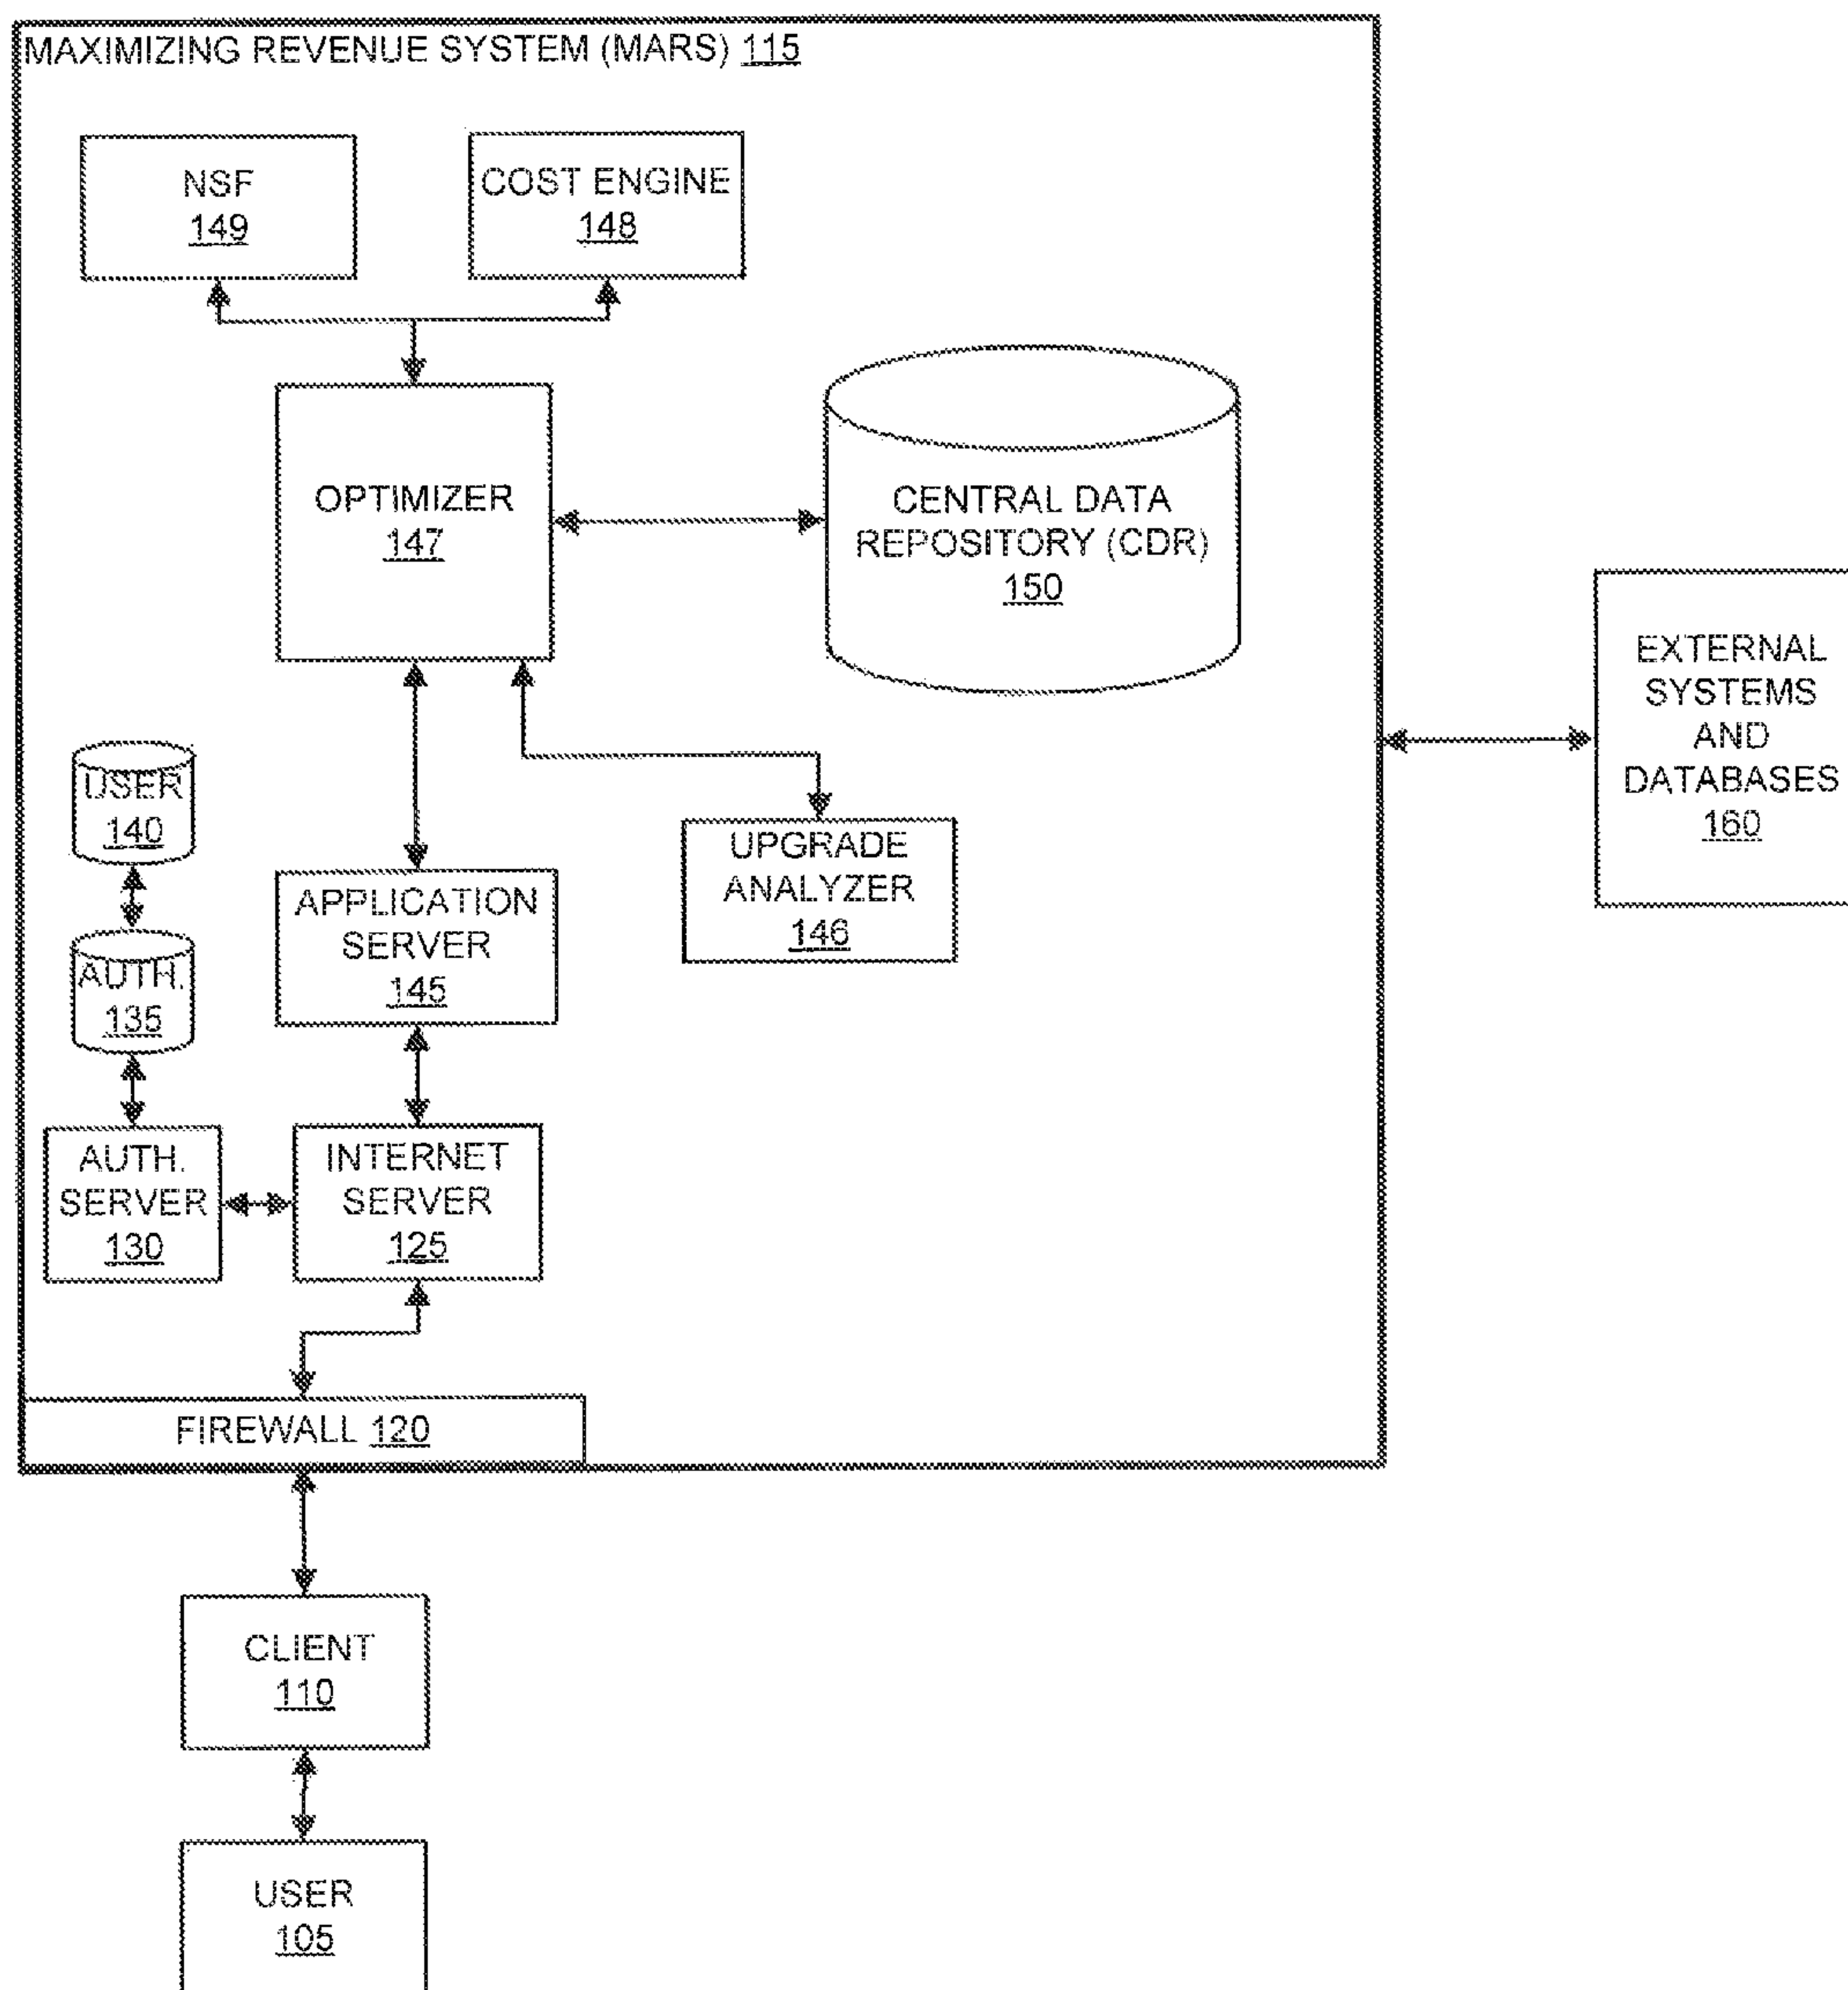 MAXIMIZING REVENUE SYSTEM (MARS) 115
NSF
149
COST ENGINE
148
OPTIMIZER
147
CENTRAL DATA
REPOSITORY (CDR)
150
EXTERNAL
SYSTEMS
AND
DATABASES
160
USER
140
AUTH.
135
APPLICATION
SERVER
145
UPGRADE
ANALYZER
146
AUTH.
SERVER
130
INTERNET
SERVER
125
FIREWALL 120
CLIENT
110
USER
105